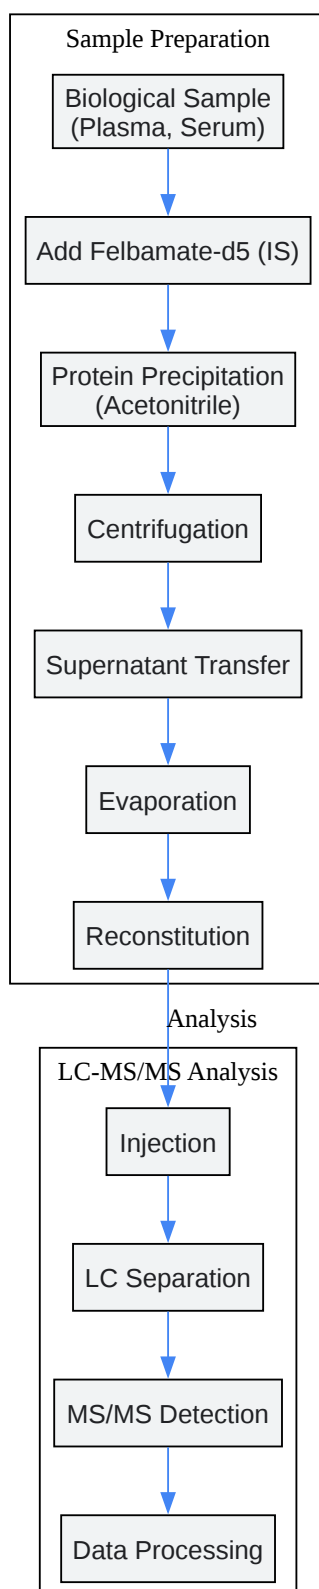 Sample Preparation
Biological Sample
(Plasma, Serum)
Add Felbamate-d5 (IS)
Protein Precipitation
(Acetonitrile)
Centrifugation
Supernatant Transfer
Evaporation
Reconstitution
Analysis
LC-MS/MS Analysis
Injection
LC Separation
MS/MS Detection
Data Processing